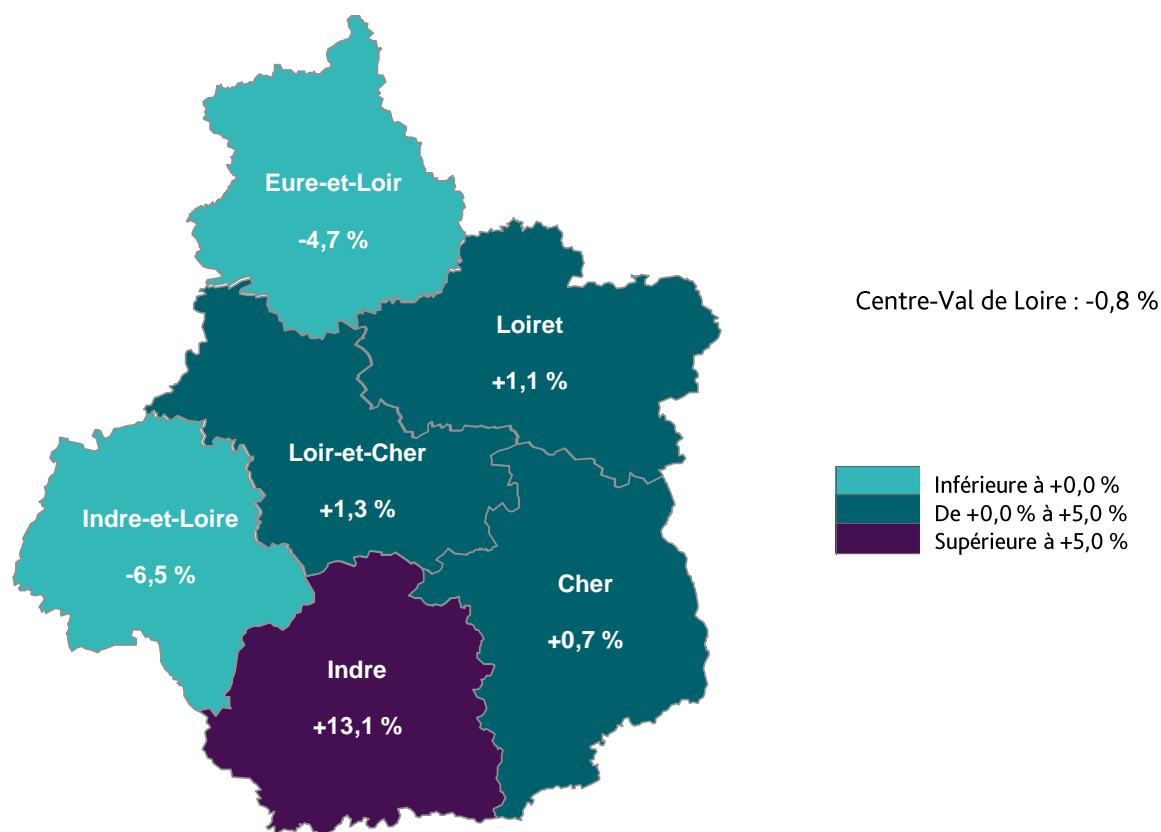 Eure-et-Loir
-4,7 %
Centre-Val de Loire : -0,8 %
Loiret
+1,1 %
Loir-et-Cher
+1,3 %
Indre-et-Loire
-6,5 %
Cher
+0,7 %
Indre
+13,1 %
Inférieure à +0,0 %
De +0,0 % à +5,0 %
Supérieure à +5,0 %